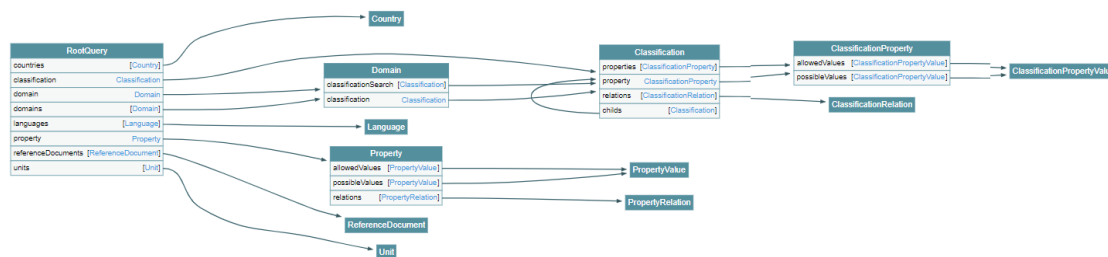 Country
RootQuery
countries [Country]
classification Classification
domain Domain
domains [Domain]
languages [Language]
property Property
referenceDocuments [ReferenceDocument]
units [Unit]
Domain
classificationSearch [Classification]
classification Classification
Language
Property
allowedValues [PropertyValue]
possibleValues [PropertyValue]
relations [PropertyRelation]
ReferenceDocument
Unit
Classification
properties [ClassificationProperty]
property ClassificationProperty
relations [ClassificationRelation]
childs [Classification]
PropertyValue
PropertyRelation
ClassificationProperty
allowedValues [ClassificationPropertyValue]
possibleValues [ClassificationPropertyValue]
ClassificationRelation